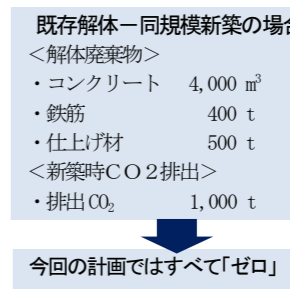 既存解体－同規模新築の場合
＜解体廃棄物＞
・コンクリート 4,000 m³
・鉄筋 400 t
・仕上げ材 500 t
＜新築時ＣＯ２排出＞
・排出CO₂ 1,000 t
今回の計画ではすべて「ゼロ」